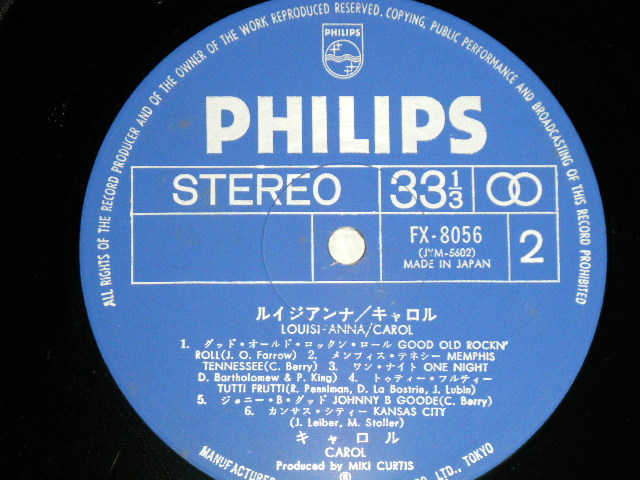 ALL RIGHTS OF THE RECORD PRODUCER AND OF THE OWNER OF THE WORK REPRODUCED RESERVED. COPYING, PUBLIC PERFORMANCE AND BROADCASTING OF THIS RECORD PROHIBITED
PHILIPS
PHILIPS
STEREO 33 1/3
FX-8056
(JYM-5602)
MADE IN JAPAN
2
ルイジアンナ/キャロル
LOUISI-ANNA/CAROL
1. グッド・オールド・ロックン・ロール GOOD OLD ROCKN'
ROLL(J. O. Farrow) 2. メンフィス・テネシー MEMPHIS
TENNESSEE(C. Berry) 3. ワン・ナイト ONE NIGHT
D. Bartholomew & P. King) 4. トゥティー・フルティー
TUTTI FRUTTI(R. Penniman, D. La Bostrie, J. Lubin)
5. ジョニー・B・グッド JOHNNY B GOODE(C. Berry)
6. カンサス・シティー KANSAS CITY
(J. Leiber, M. Stoller)
キャロル
CAROL
Produced by MIKI CURTIS
CO. LTD., TOKYO